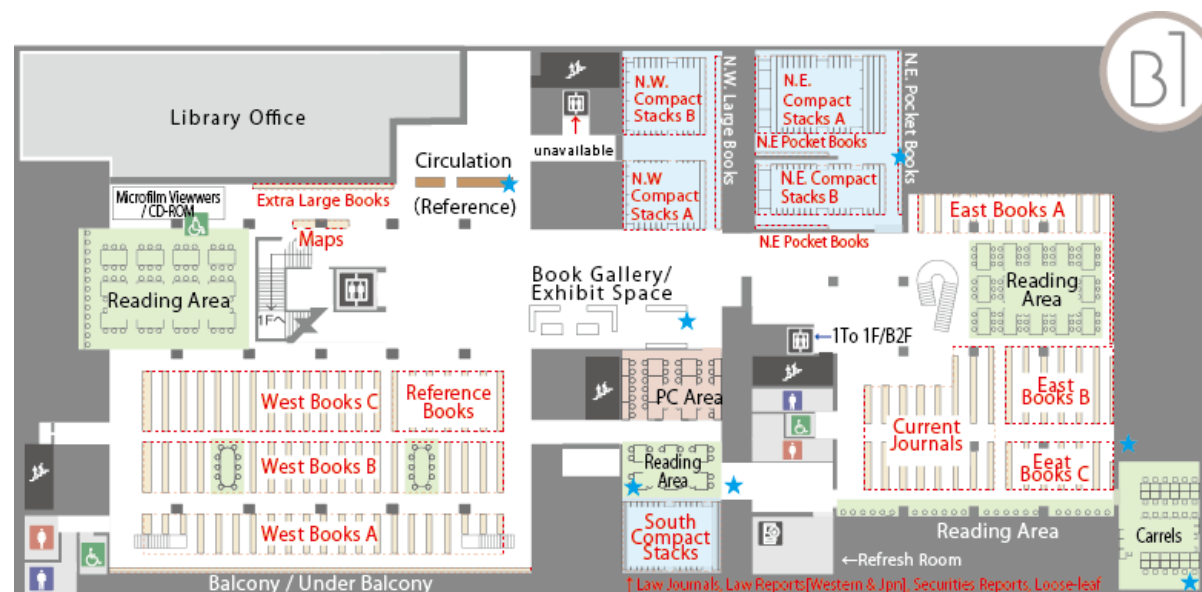 B1
Library Office
N.W.
Compact
Stacks B
N.W. Large Books
N.E.
Compact
Stacks A
N.E. Pocket Books
unavailable
N.E Pocket Books
Circulation
(Reference)
N.W
Compact
Stacks A
N.E. Compact
Stacks B
Microfilm Viewwers
/ CD-ROM
Extra Large Books
East Books A
Maps
N.E Pocket Books
Book Gallery/
Exhibit Space
Reading Area
Reading
Area
1F
←1To 1F/B2F
West Books C
Reference
Books
PC Area
East
Books B
Current
Journals
West Books B
Reading
Area
Eeat
Books C
West Books A
South
Compact
Stacks
Reading Area
Carrels
←Refresh Room
Balcony / Under Balcony
↑Law Journals, Law Reports[Western & Jpn], Securities Reports, Loose-leaf